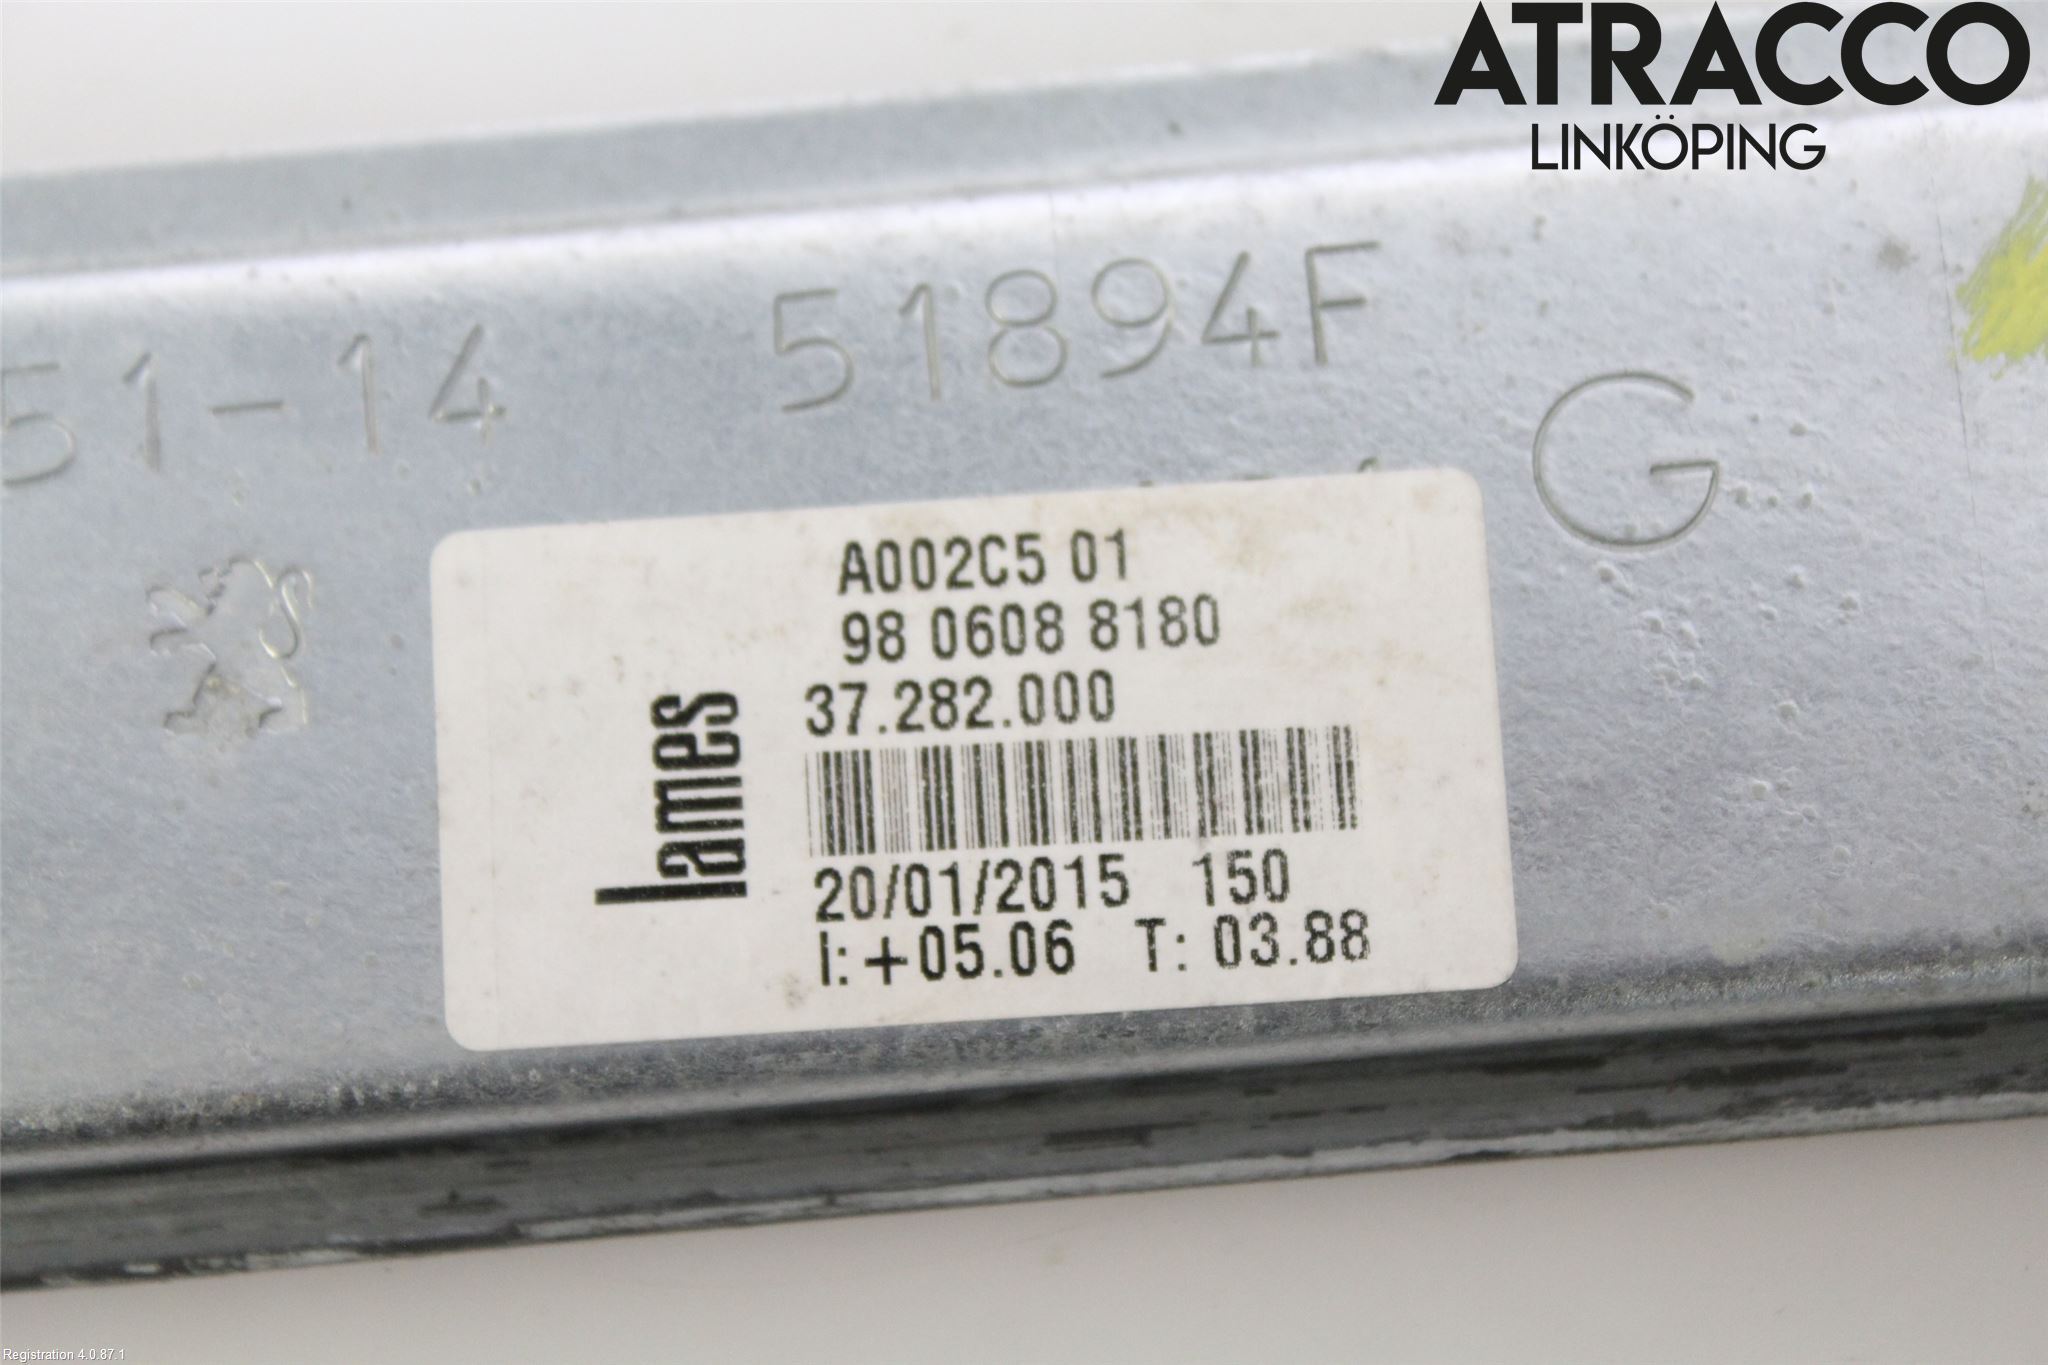 ATRACCO
LINKÖPING
51-14 51894F
G
A002C5 01
98 0608 8180
lames
37.282.000
20/01/2015 150
I: +05.06 T: 03.88
Registration 4.0.87.1